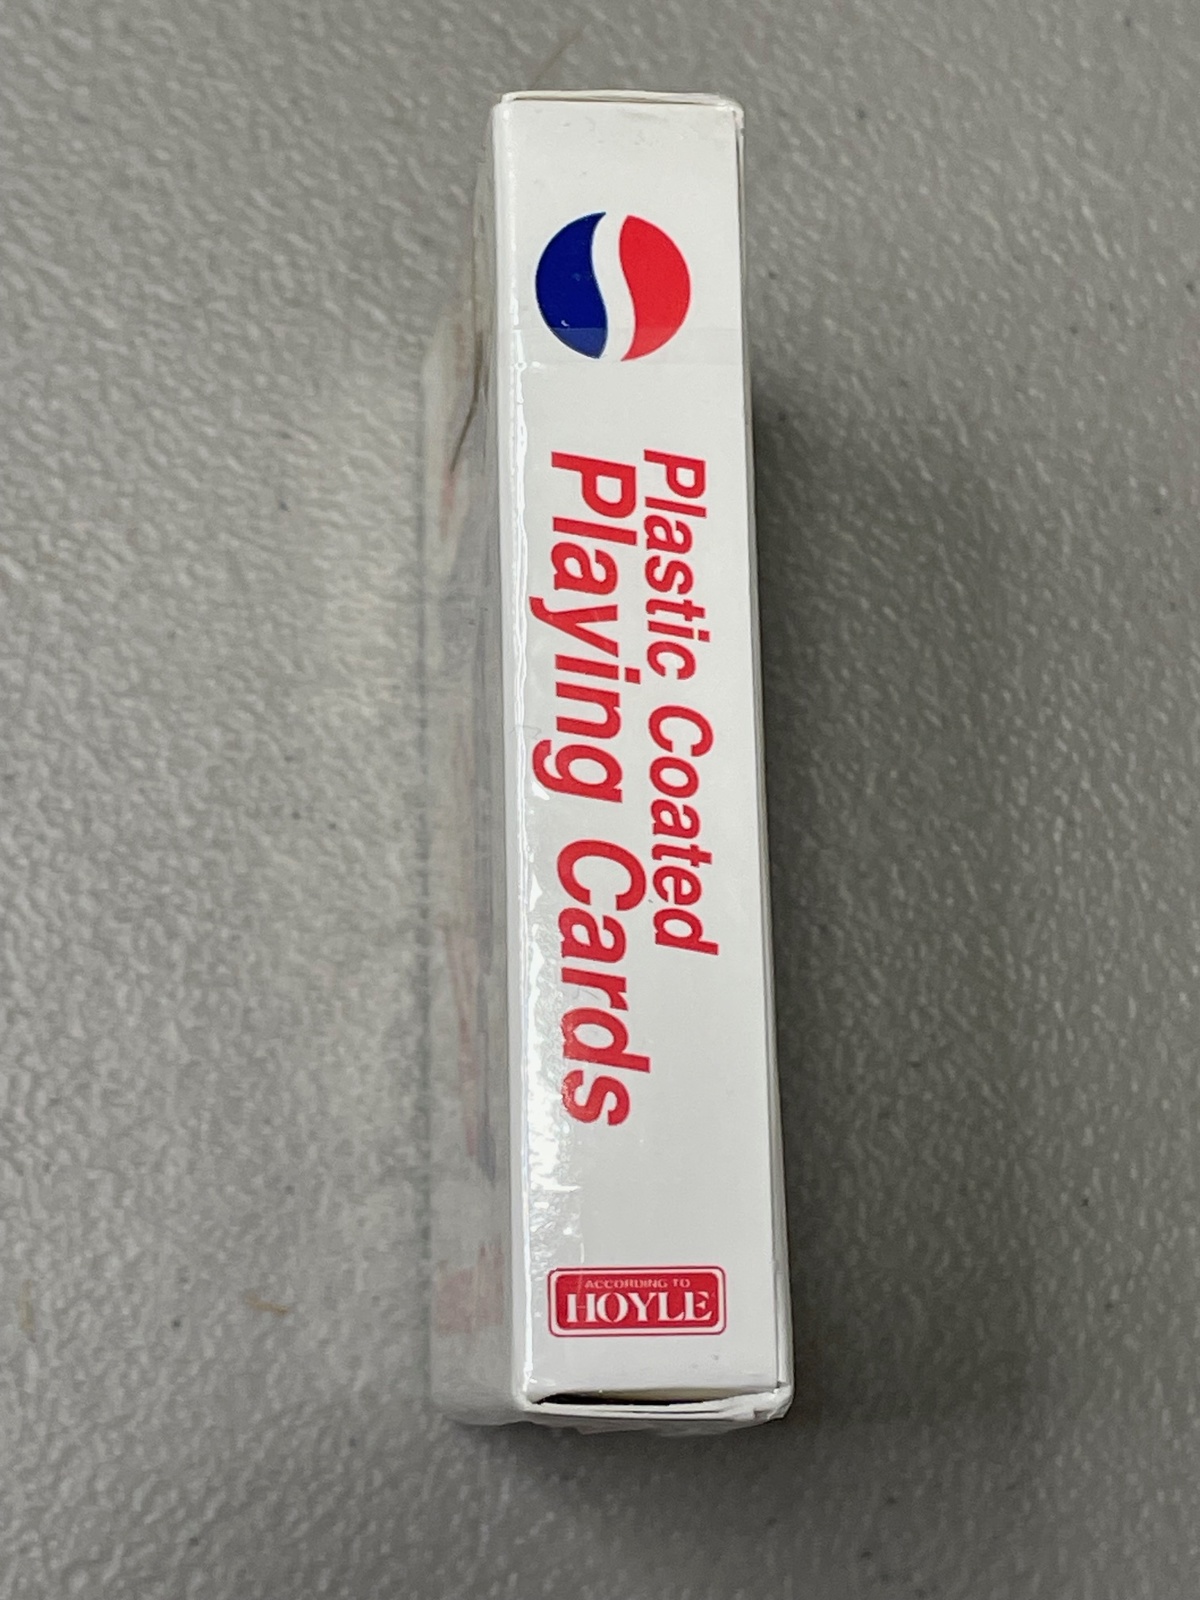 Plastic Coated
Playing Cards
ACCORDING TO
HOYLE